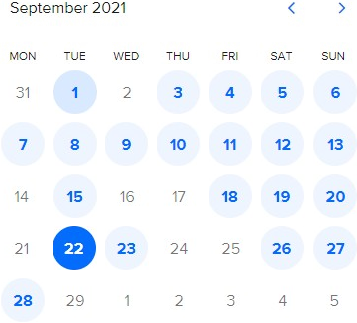 September 2021
MON TUE WED THU FRI SAT SUN
31 1 2 3 4 5 6
7 8 9 10 11 12 13
14 15 16 17 18 19 20
21 22 23 24 25 26 27
28 29 1 2 3 4 5